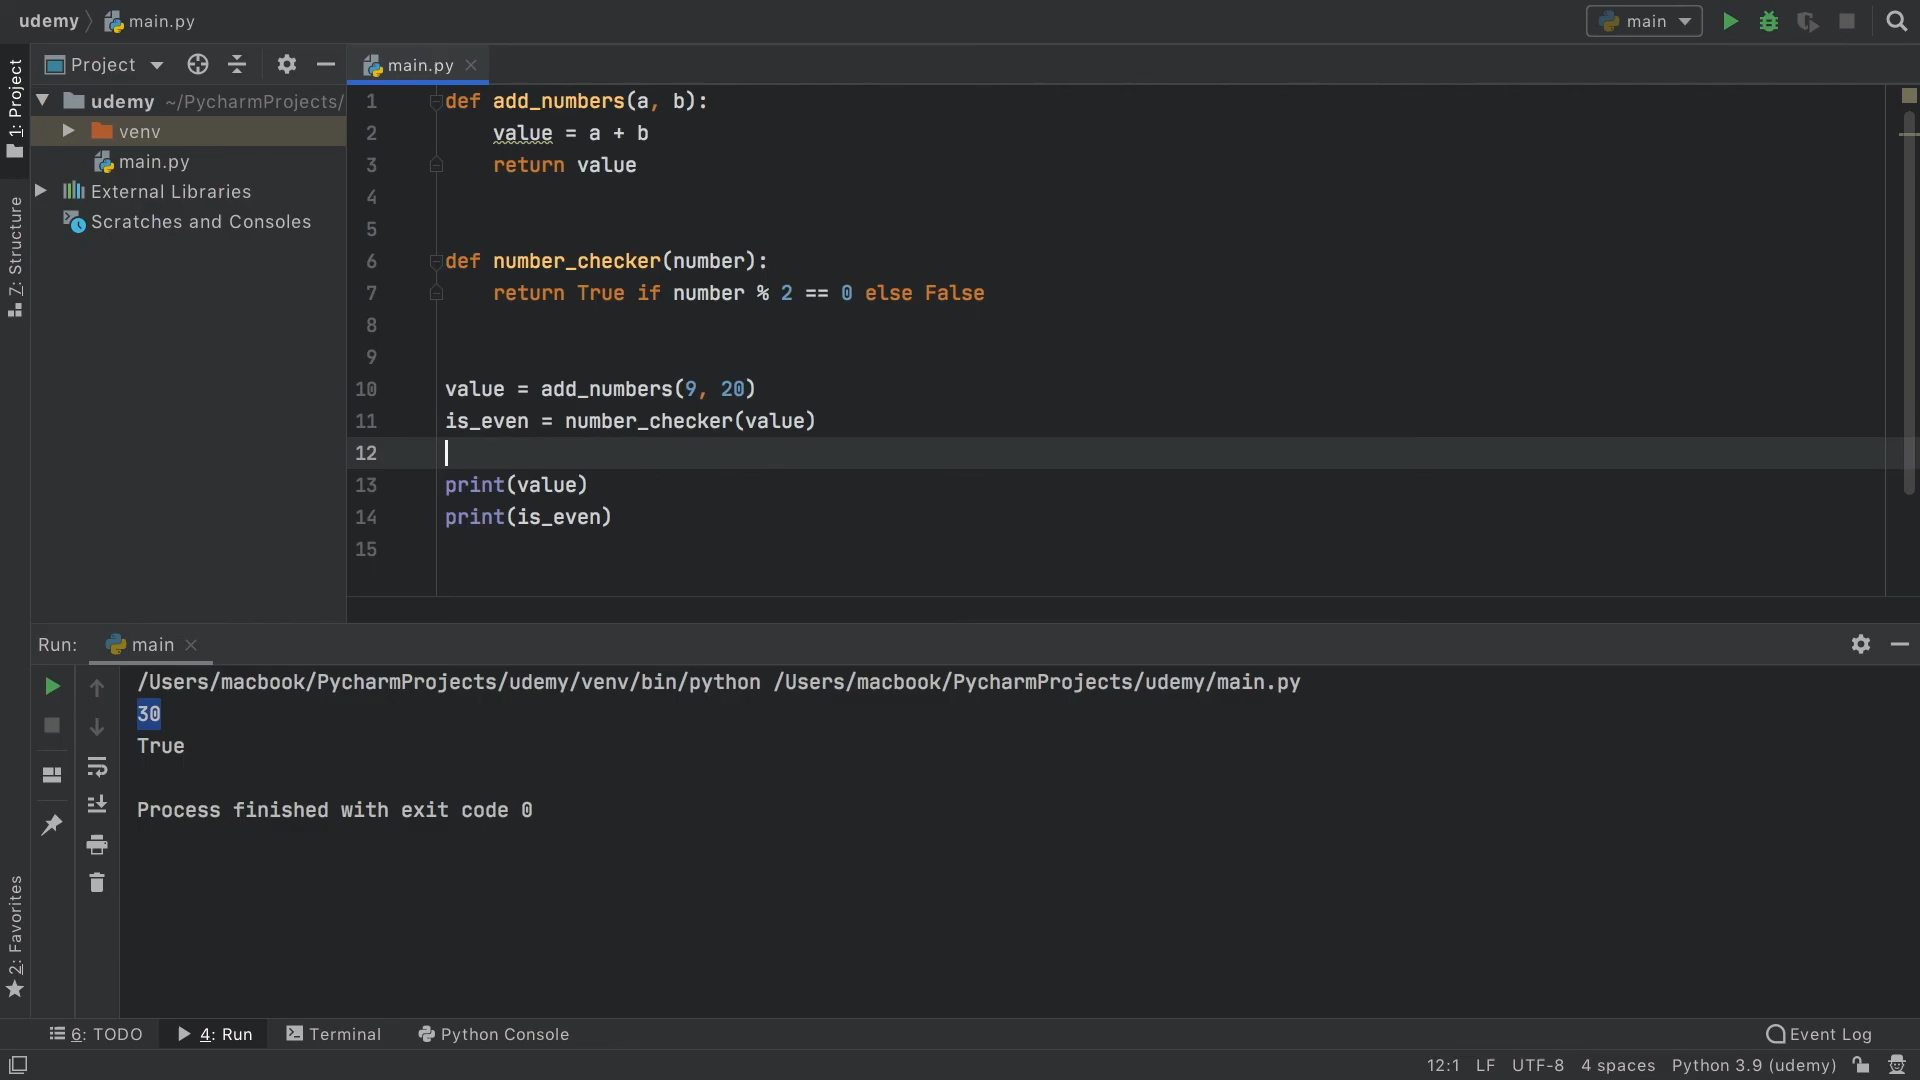 udemy
main.py
main
Project
main.py
1: Project
udemy ~/PycharmProjects/
venv
main.py
External Libraries
Scratches and Consoles
Z: Structure
1 def add_numbers(a, b):
2 value = a + b
3 return value
4
5
6 def number_checker(number):
7 return True if number % 2 == 0 else False
8
9
10 value = add_numbers(9, 20)
11 is_even = number_checker(value)
12
13 print(value)
14 print(is_even)
15
Run: main
/Users/macbook/PycharmProjects/udemy/venv/bin/python /Users/macbook/PycharmProjects/udemy/main.py
30
True
Process finished with exit code 0
2: Favorites
6: TODO 4: Run Terminal Python Console Event Log
12:1 LF UTF-8 4 spaces Python 3.9 (udemy)